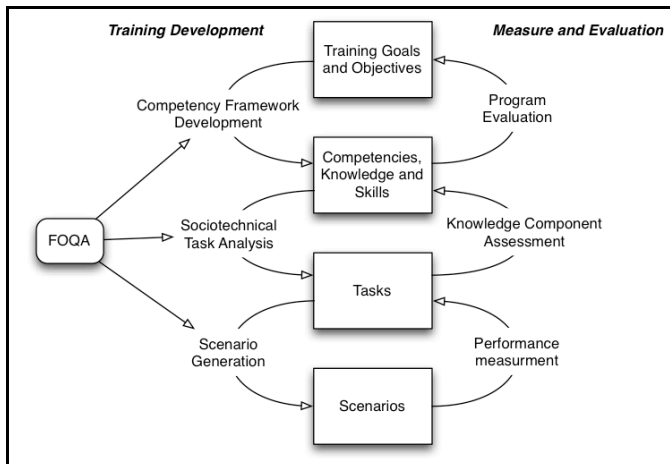 Training Development
Measure and Evaluation
Training Goals
and Objectives
Competency Framework
Development
Program
Evaluation
Competencies,
Knowledge and
Skills
FOQA
Sociotechnical
Task Analysis
Knowledge Component
Assessment
Tasks
Scenario
Generation
Performance
measurment
Scenarios